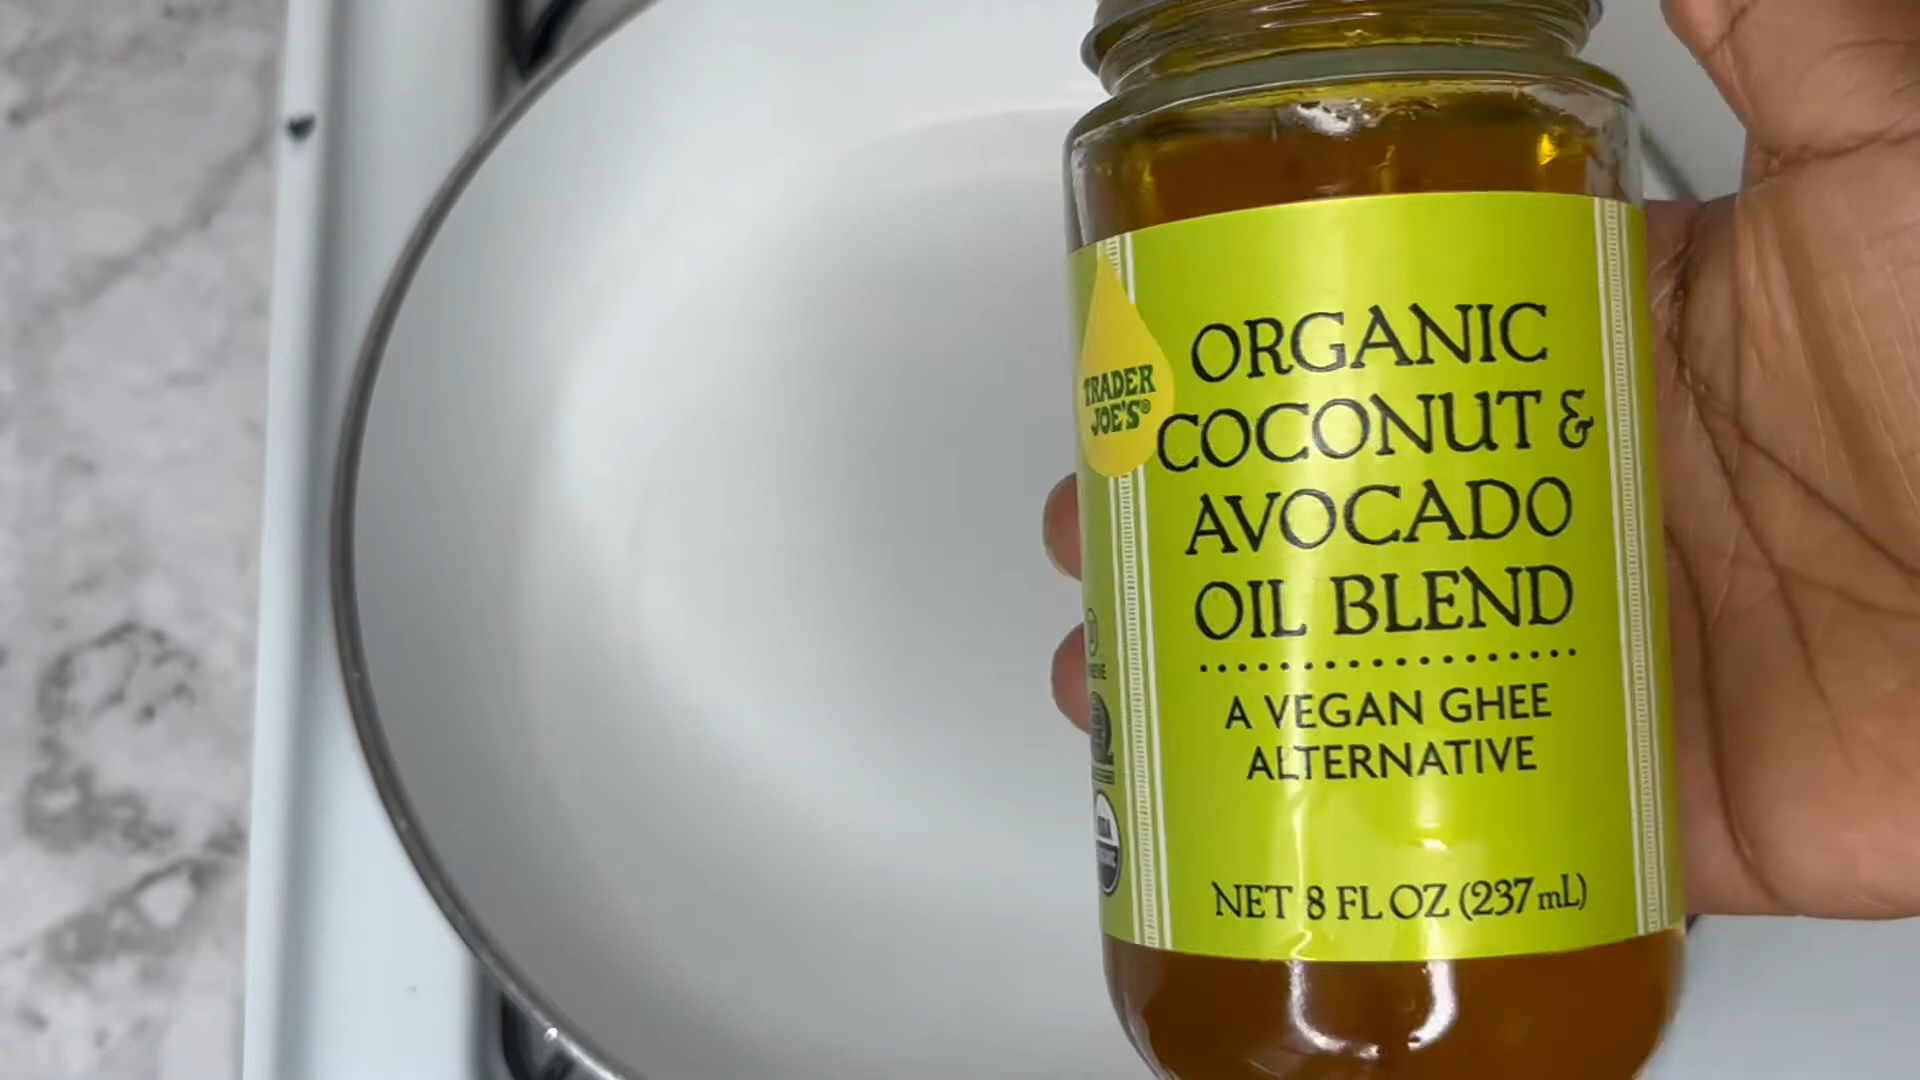 TRADER
JOE'S®
ORGANIC
COCONUT &
AVOCADO
OIL BLEND
A VEGAN GHEE
ALTERNATIVE
NET 8 FL OZ (237 mL)